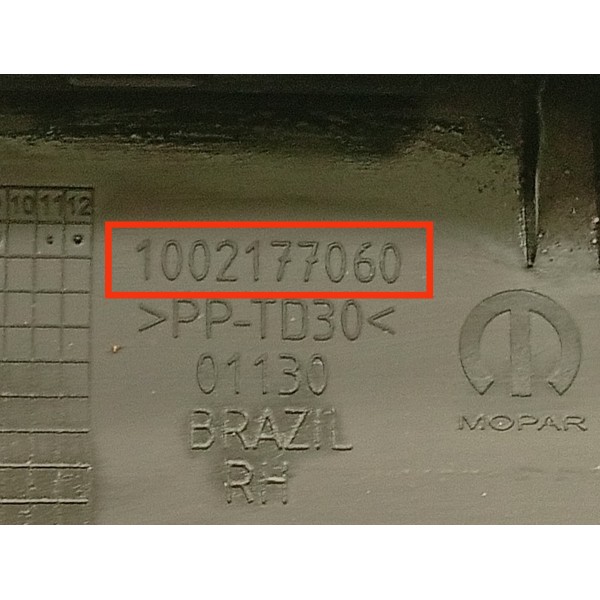 10 11 12
1002177060
>PP-TD30<
01130
BRAZIL
RH
MOPAR